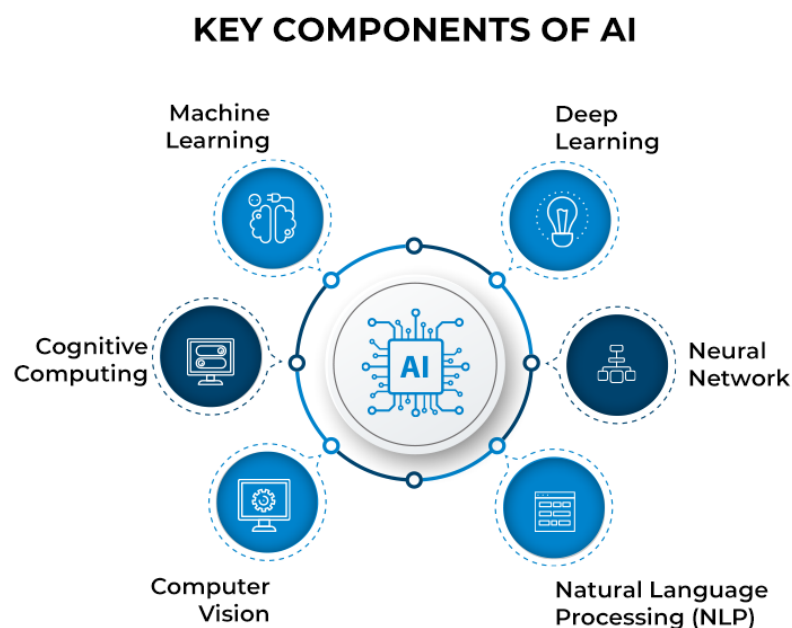 KEY COMPONENTS OF AI
Machine
Learning
Deep
Learning
Cognitive
Computing
AI
Neural
Network
Computer
Vision
Natural Language
Processing (NLP)